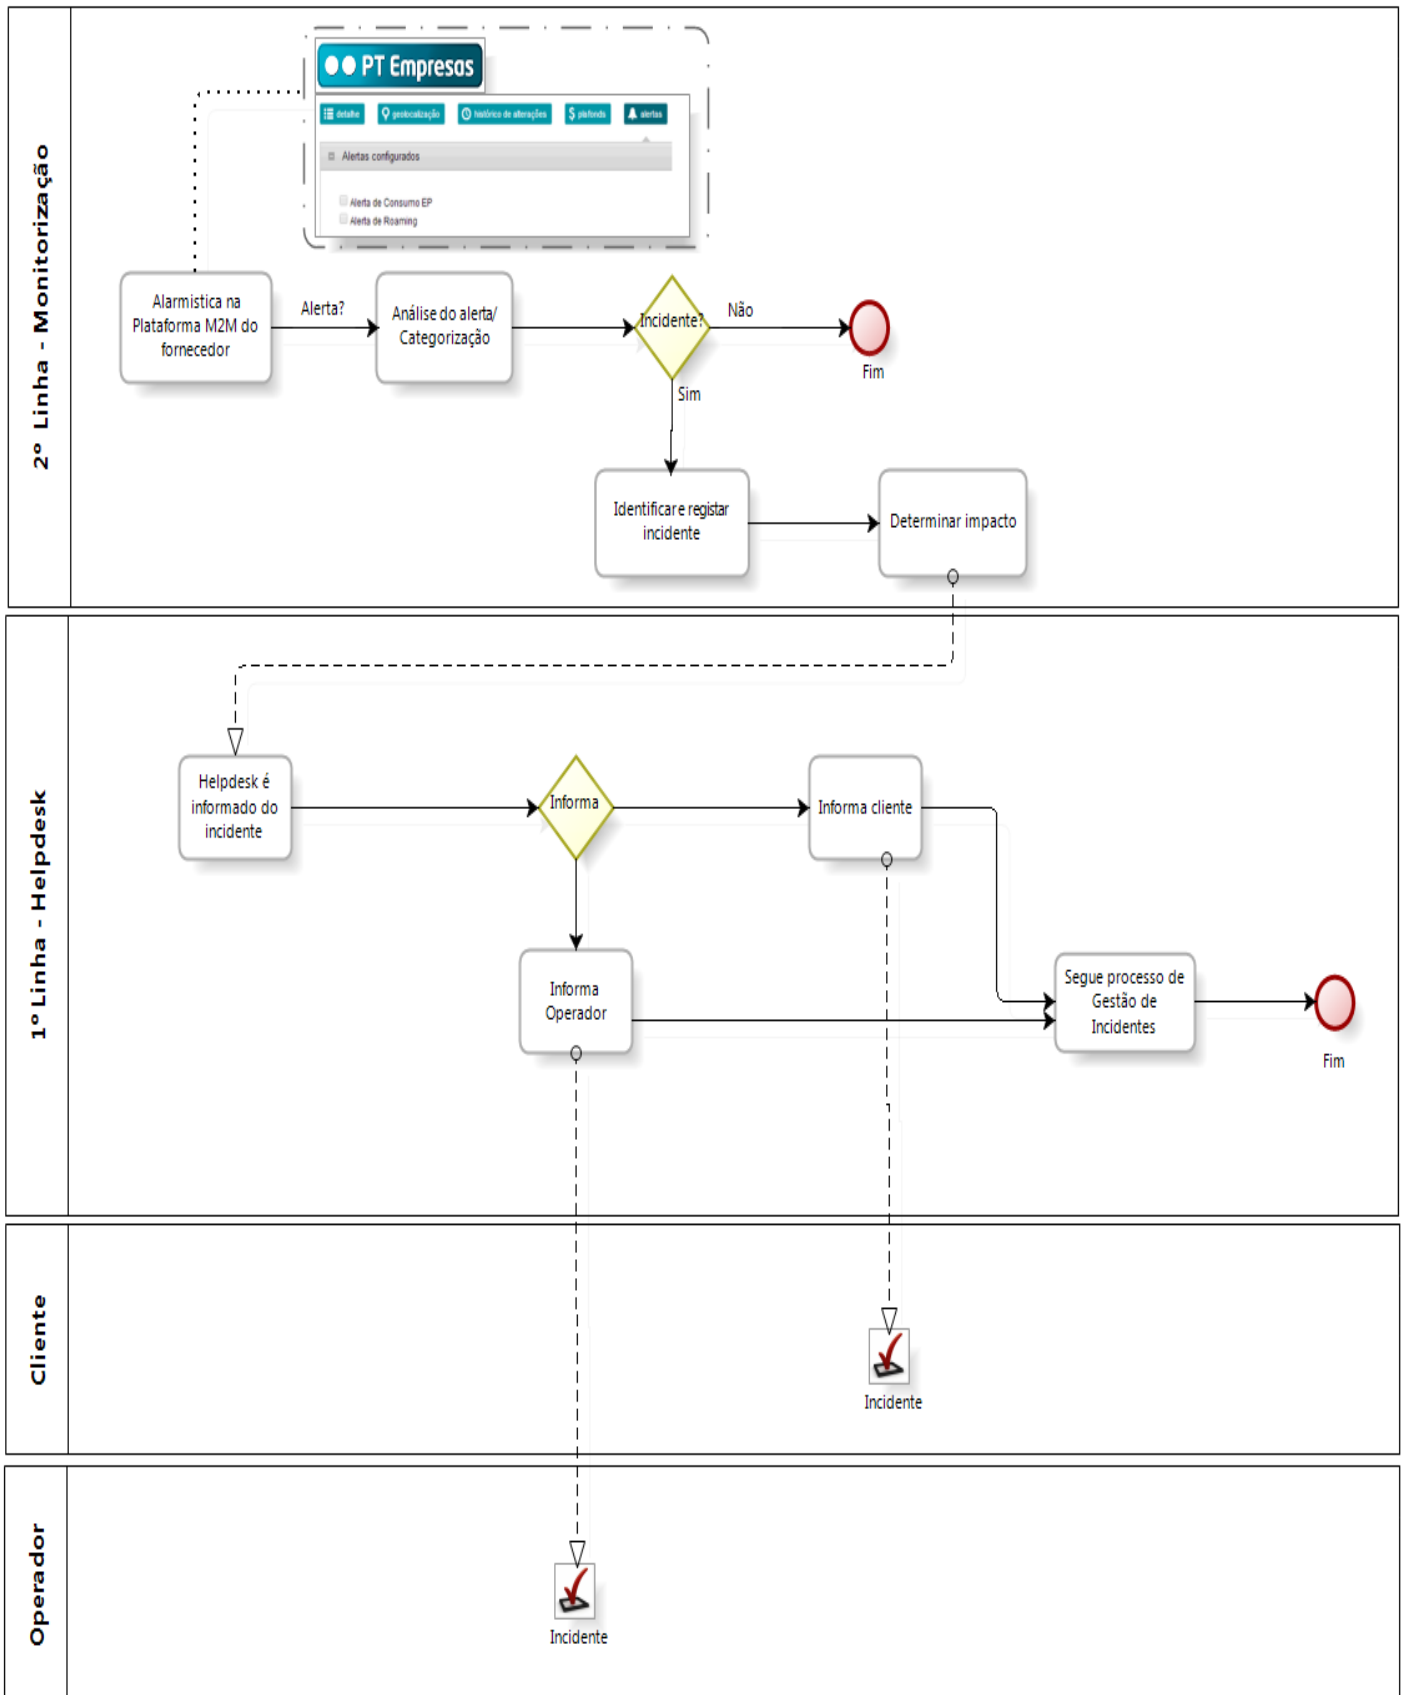 2º Linha - Monitorização
PT Empresas
detalhe
geolocalização
histórico de alterações
plafonds
alertas
Alertas configurados
Alerta de Consumo EP
Alerta de Roaming
Alarmistica na
Plataforma M2M do
fornecedor
Alerta?
Análise do alerta/
Categorização
Incidente?
Não
Fim
Sim
Identificar e registar
incidente
Determinar impacto
1º Linha - Helpdesk
Helpdesk é
informado do
incidente
Informa
Informa cliente
Informa
Operador
Segue processo de
Gestão de
Incidentes
Fim
Cliente
Incidente
Operador
Incidente